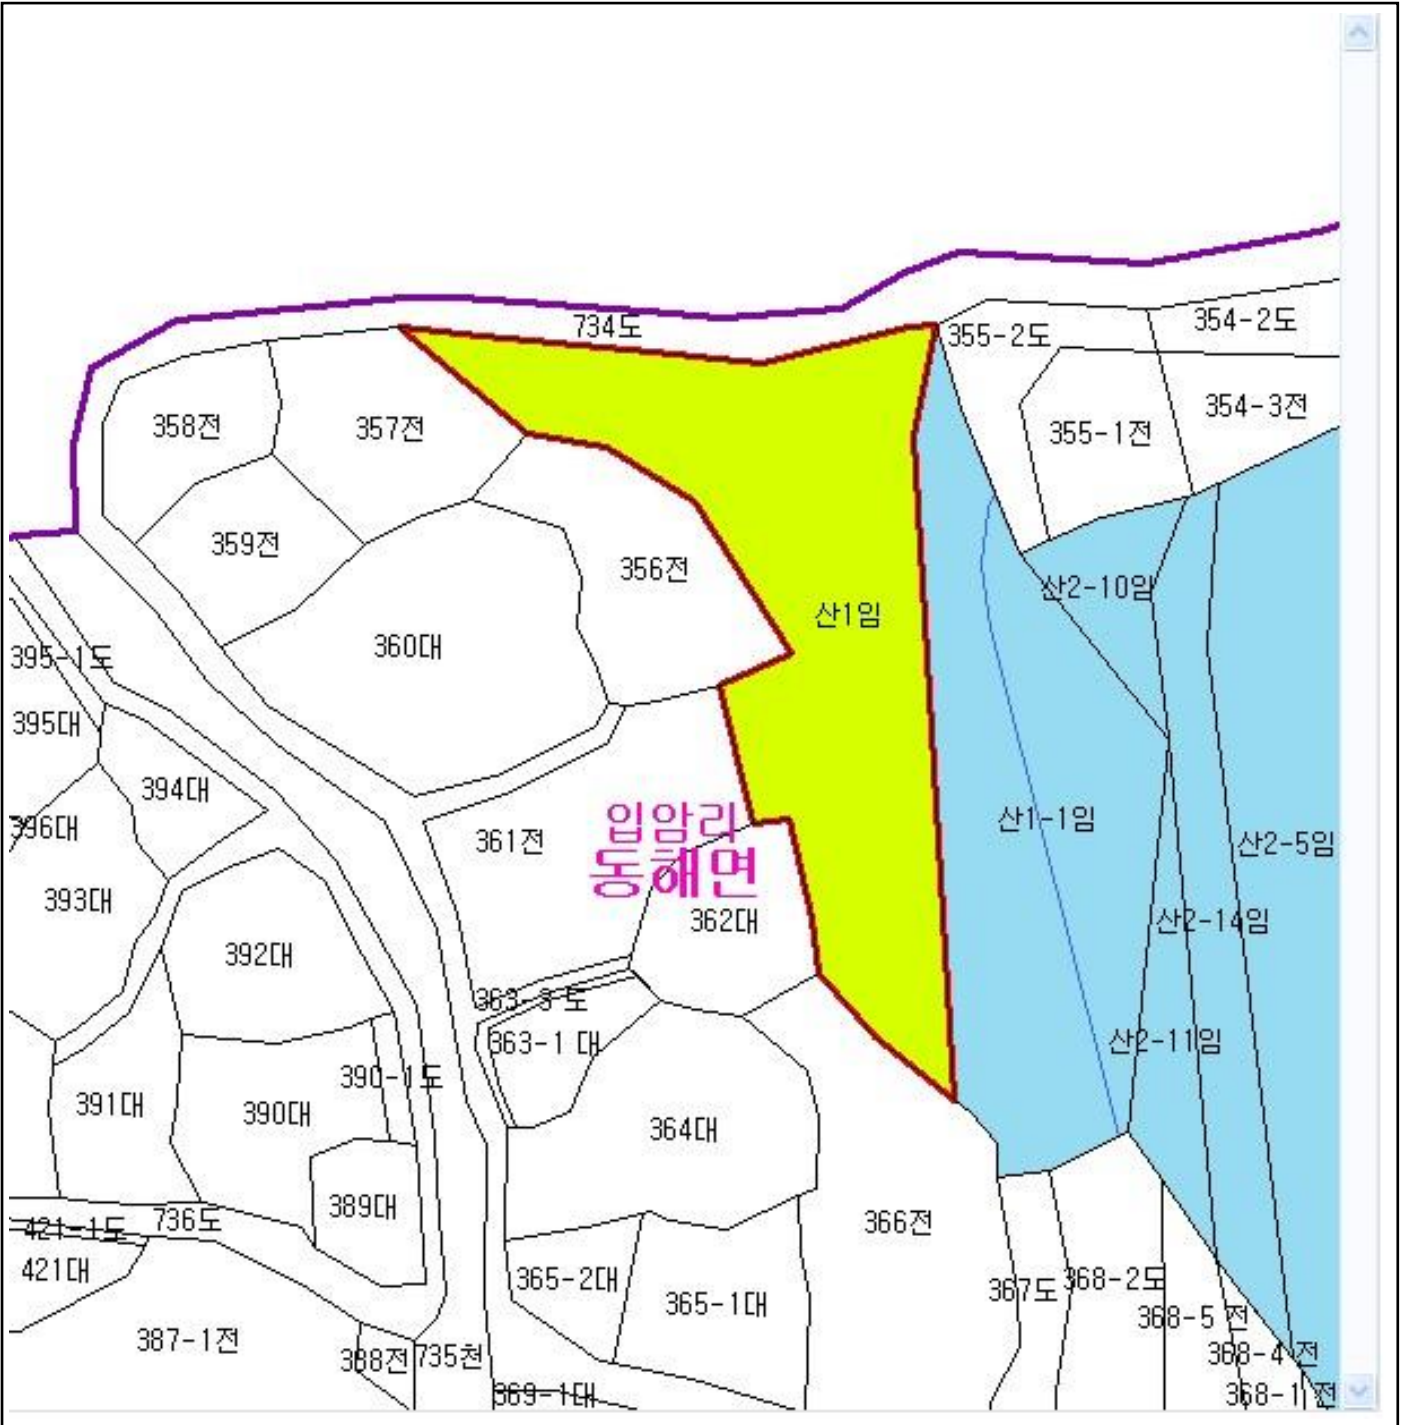 734도
355-2도
354-2도
354-3전
358전
357전
355-1전
359전
356전
산2-10임
산1임
360대
395-1도
395대
394대
396대
361전
입암리
동해면
산1-1임
산2-5임
393대
362대
산2-14임
392대
363-3 도
363-1 대
산2-11임
390-1도
391대
390대
364대
389대
736도
421-1도
366전
421대
365-2대
365-1대
367도
368-2도
368-5 전
387-1전
388전
735천
368-4 전
369-1대
368-1 전